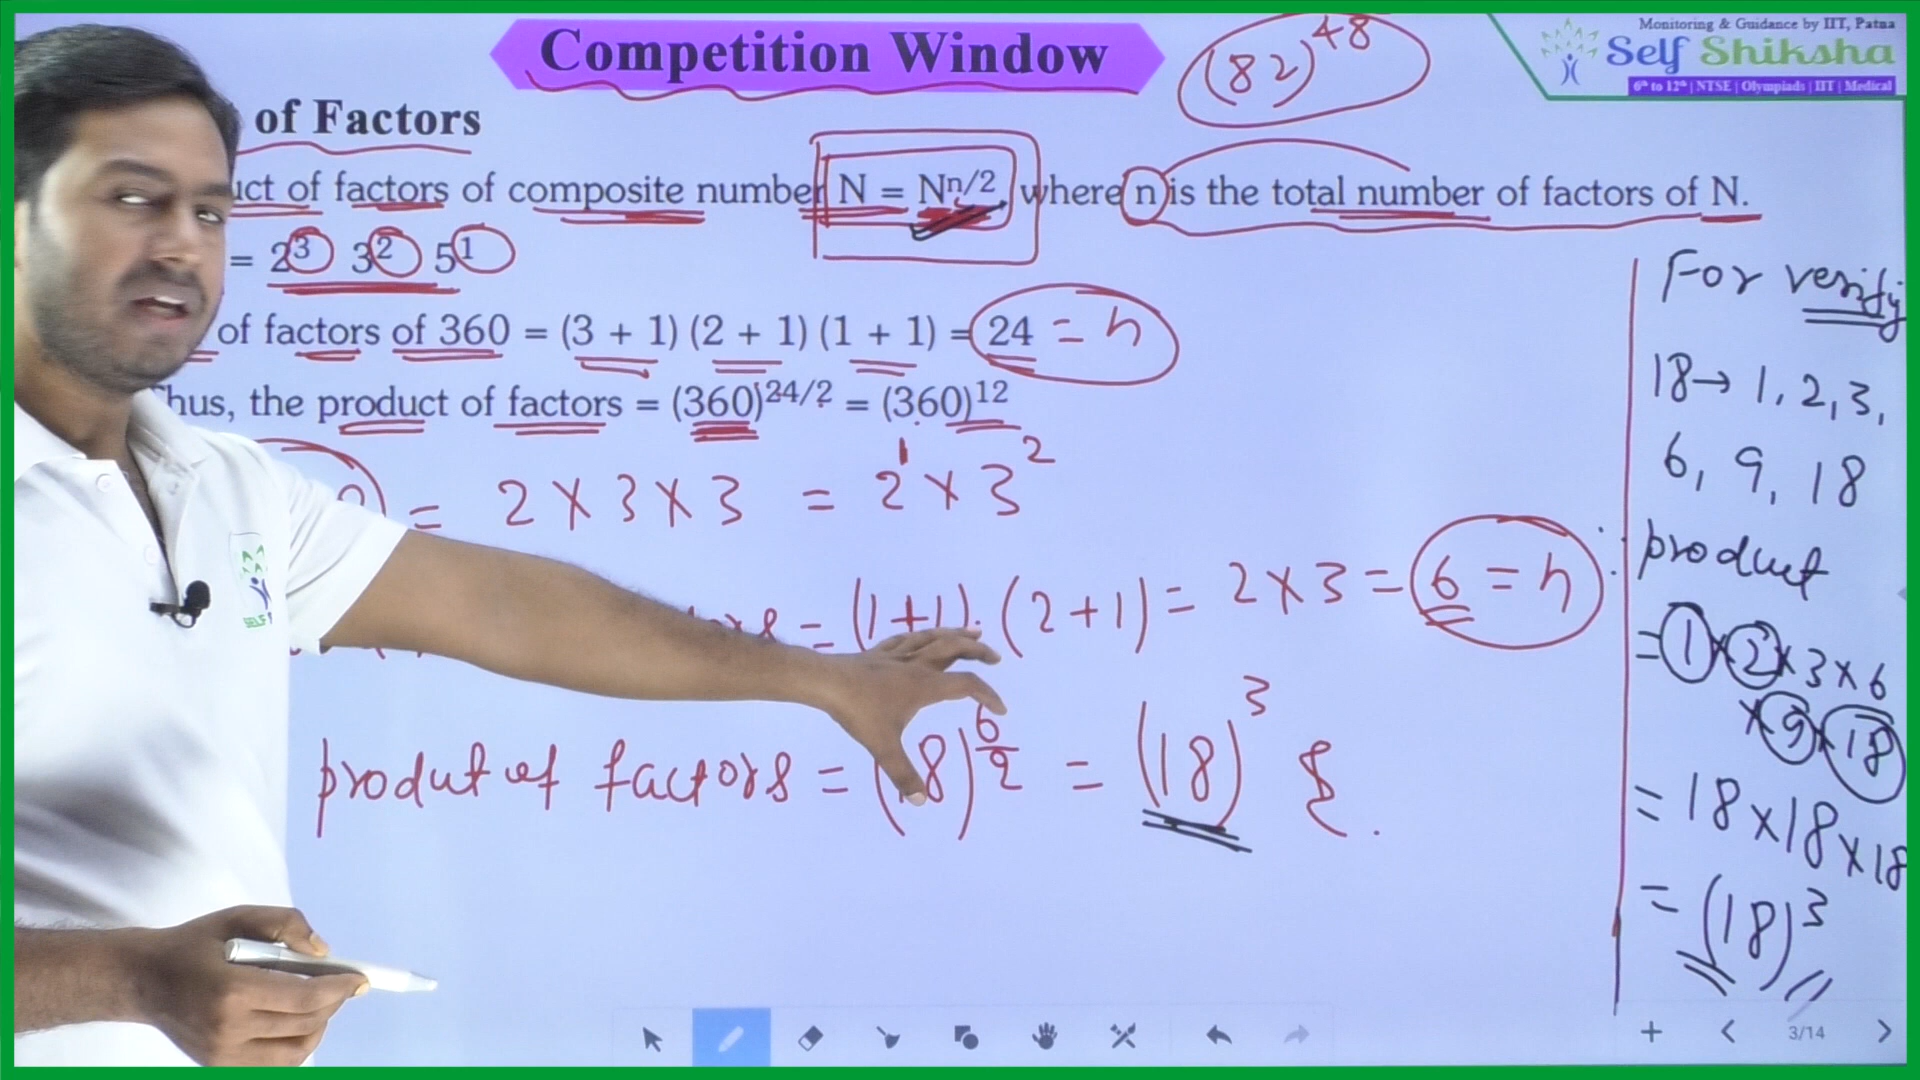 Competition Window
(82)^48
Monitoring & Guidance by IIT, Patna
Self Shiksha
6th to 12th | NTSE | Olympiads | IIT | Medical
of Factors
uct of factors of composite number N = N^n/2 where n is the total number of factors of N.
= 2^3 3^2 5^1
of factors of 360 = (3 + 1) (2 + 1) (1 + 1) = 24 = n
hus, the product of factors = (360)^24/2 = (360)^12
= 2 × 3 × 3 = 2^1 × 3^2
= (1+1). (2+1) = 2 × 3 = 6 = n
produt of factors = (18)^6/2 = (18)^3
For verify
18 → 1, 2, 3,
6, 9, 18
product
= 1 × 2 × 3 × 6
× 9 × 18
= 18 × 18 × 18
= (18)^3
SELF
3/14